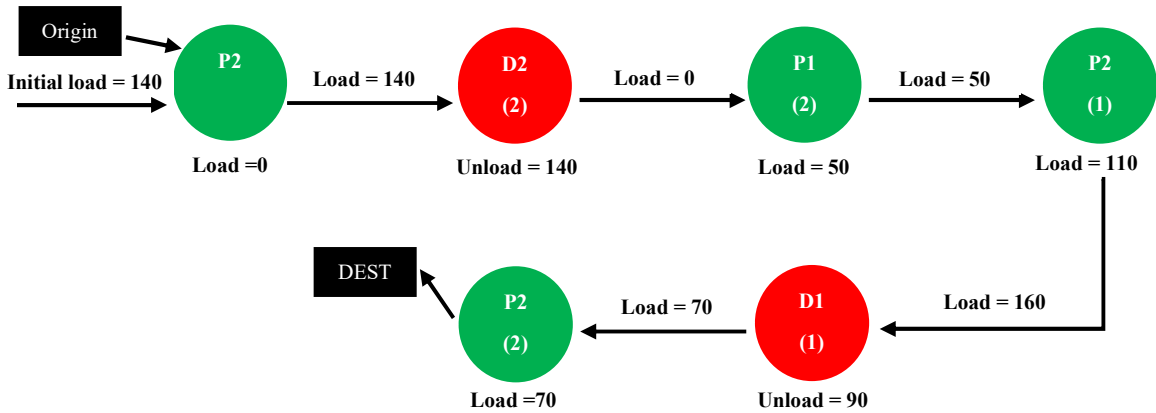 Origin
Initial load = 140
P2
Load =0
Load = 140
D2
(2)
Unload = 140
Load = 0
P1
(2)
Load = 50
Load = 50
P2
(1)
Load = 110
Load = 160
D1
(1)
Unload = 90
Load = 70
P2
(2)
Load =70
DEST